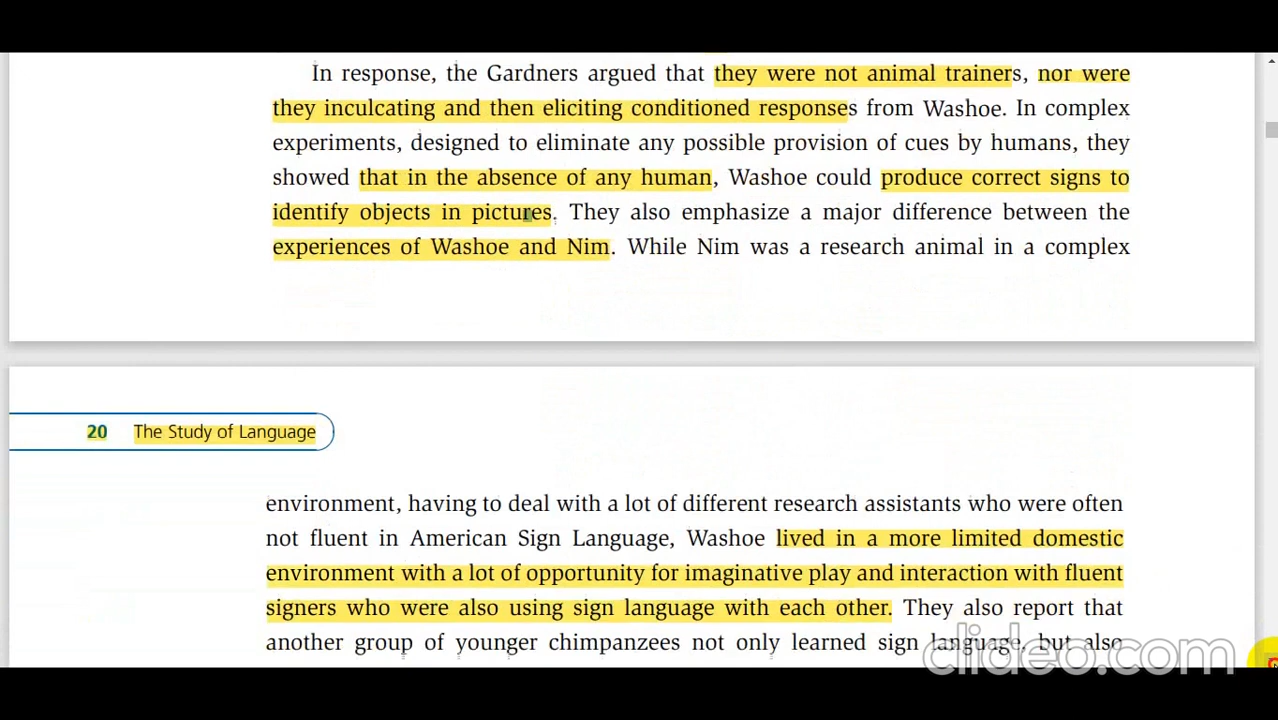 In response, the Gardners argued that they were not animal trainers, nor were
they inculcating and then eliciting conditioned responses from Washoe. In complex
experiments, designed to eliminate any possible provision of cues by humans, they
showed that in the absence of any human, Washoe could produce correct signs to
identify objects in pictures. They also emphasize a major difference between the
experiences of Washoe and Nim. While Nim was a research animal in a complex
20 The Study of Language
environment, having to deal with a lot of different research assistants who were often
not fluent in American Sign Language, Washoe lived in a more limited domestic
environment with a lot of opportunity for imaginative play and interaction with fluent
signers who were also using sign language with each other. They also report that
another group of younger chimpanzees not only learned sign language, but also
clideo.com